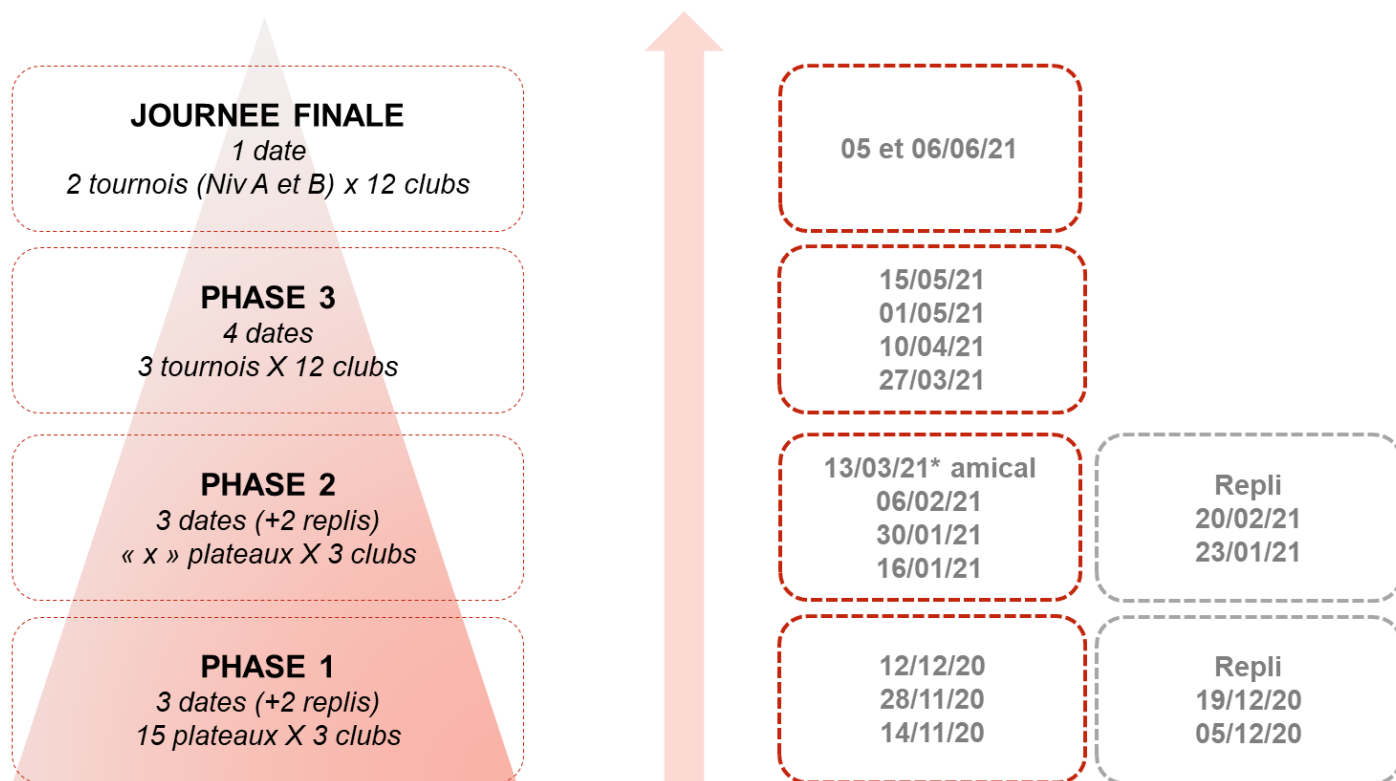 JOURNEE FINALE
1 date
2 tournois (Niv A et B) x 12 clubs
05 et 06/06/21
PHASE 3
4 dates
3 tournois X 12 clubs
15/05/21
01/05/21
10/04/21
27/03/21
PHASE 2
3 dates (+2 replis)
« x » plateaux X 3 clubs
13/03/21* amical
06/02/21
30/01/21
16/01/21
Repli
20/02/21
23/01/21
PHASE 1
3 dates (+2 replis)
15 plateaux X 3 clubs
12/12/20
28/11/20
14/11/20
Repli
19/12/20
05/12/20